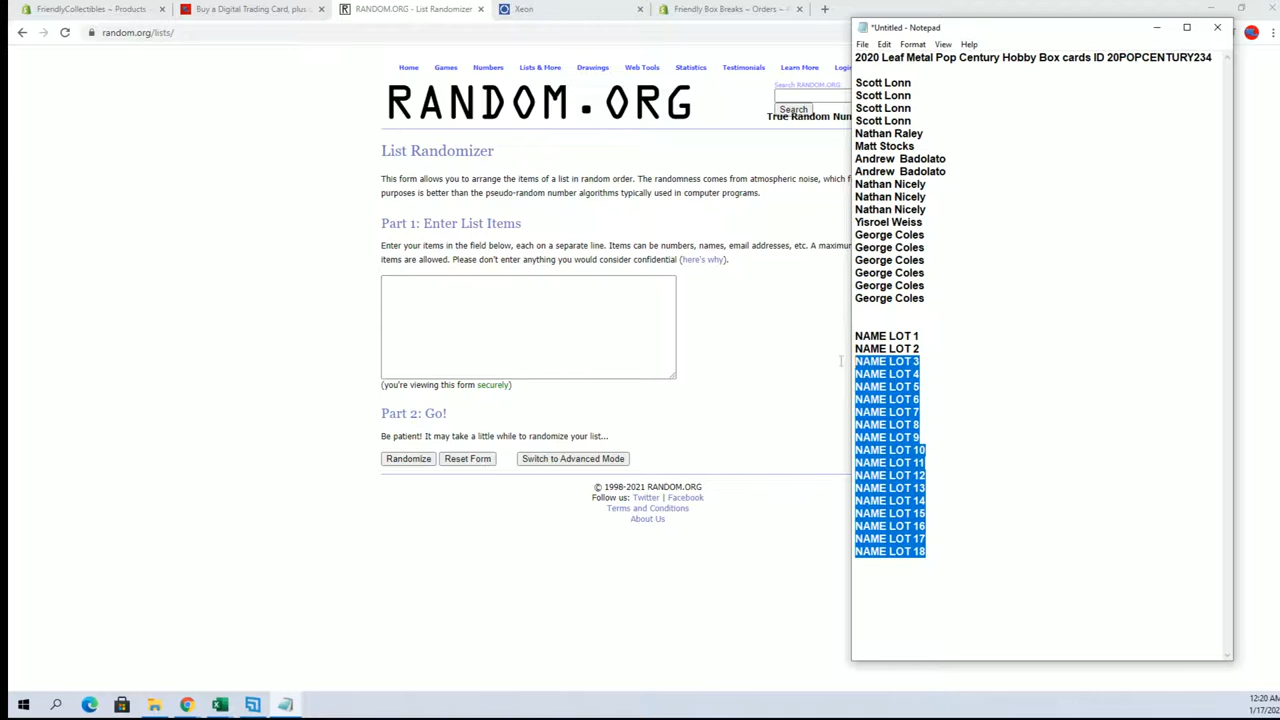 FriendlyCollectibles ~ Products
Buy a Digital Trading Card, plus
RANDOM.ORG - List Randomizer
Xeon
Friendly Box Breaks ~ Orders ~
random.org/lists/
*Untitled - Notepad
File Edit Format View Help
2020 Leaf Metal Pop Century Hobby Box cards ID 20POPCENTURY234
Scott Lonn
Scott Lonn
Scott Lonn
Scott Lonn
Nathan Raley
Matt Stocks
Andrew Badolato
Andrew Badolato
Nathan Nicely
Nathan Nicely
Nathan Nicely
Yisroel Weiss
George Coles
George Coles
George Coles
George Coles
George Coles
George Coles
NAME LOT 1
NAME LOT 2
NAME LOT 3
NAME LOT 4
NAME LOT 5
NAME LOT 6
NAME LOT 7
NAME LOT 8
NAME LOT 9
NAME LOT 10
NAME LOT 11
NAME LOT 12
NAME LOT 13
NAME LOT 14
NAME LOT 15
NAME LOT 16
NAME LOT 17
NAME LOT 18
Home Games Numbers Lists & More Drawings Web Tools Statistics Testimonials Learn More Login
Search RANDOM.ORG
RANDOM.ORG
Search
True Random Num
List Randomizer
This form allows you to arrange the items of a list in random order. The randomness comes from atmospheric noise, which f
purposes is better than the pseudo-random number algorithms typically used in computer programs.
Part 1: Enter List Items
Enter your items in the field below, each on a separate line. Items can be numbers, names, email addresses, etc. A maximum
items are allowed. Please don't enter anything you would consider confidential (here's why).
(you're viewing this form securely)
Part 2: Go!
Be patient! It may take a little while to randomize your list...
Randomize Reset Form Switch to Advanced Mode
© 1998-2021 RANDOM.ORG
Follow us: Twitter | Facebook
Terms and Conditions
About Us
12:20 AM
1/17/202